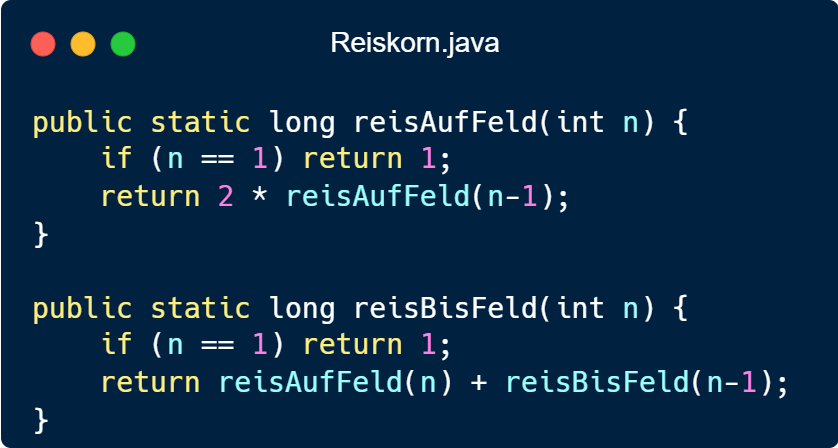 Reiskorn.java
public static long reisAufFeld(int n) {
    if (n == 1) return 1;
    return 2 * reisAufFeld(n-1);
}
public static long reisBisFeld(int n) {
    if (n == 1) return 1;
    return reisAufFeld(n) + reisBisFeld(n-1);
}